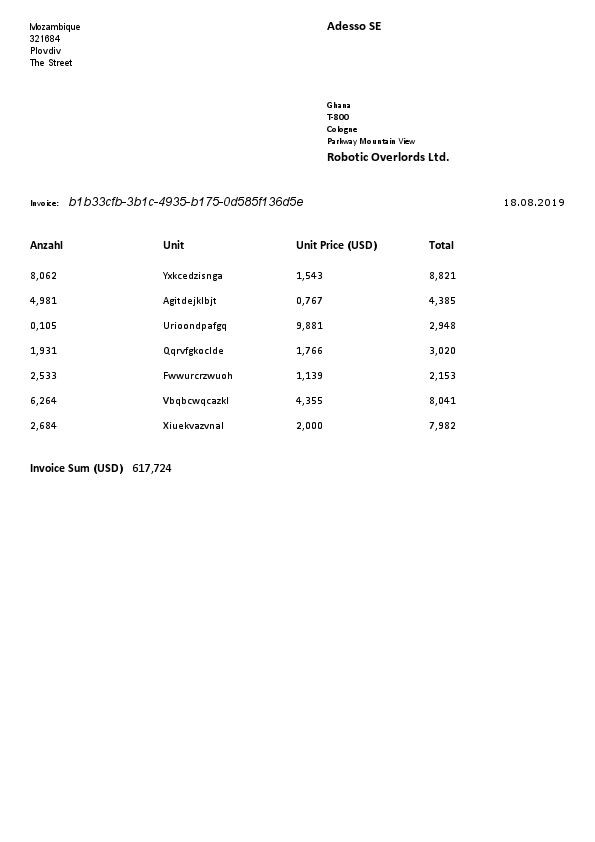 Mozambique
321684
Plovdiv
The Street
Adesso SE
Ghana
T-800
Cologne
Parkway Mountain View
Robotic Overlords Ltd.
Invoice: b1b33cfb-3b1c-4935-b175-0d585f136d5e 18.08.2019
Anzahl Unit Unit Price (USD) Total
8,062 Yxkcedzisnga 1,543 8,821
4,981 Agitdejklbjt 0,767 4,385
0,105 Urioondpafgq 9,881 2,948
1,931 Qqrvfgkoclde 1,766 3,020
2,533 Fwwurcrzwuoh 1,139 2,153
6,264 Vbqbcwqcazkl 4,355 8,041
2,684 Xiuekvazvnal 2,000 7,982
Invoice Sum (USD) 617,724